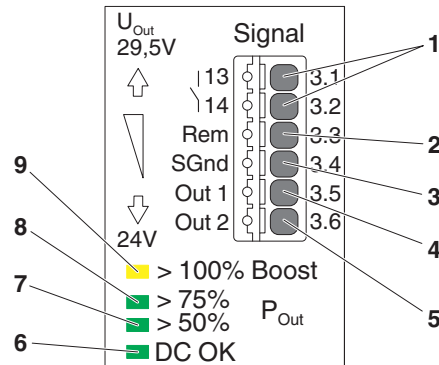 U Out
29,5V
Signal
13
3.1
14
3.2
Rem
3.3
SGnd
3.4
Out 1
3.5
Out 2
3.6
24V
> 100% Boost
> 75%
> 50%
P Out
DC OK
1
2
3
4
5
9
8
7
6